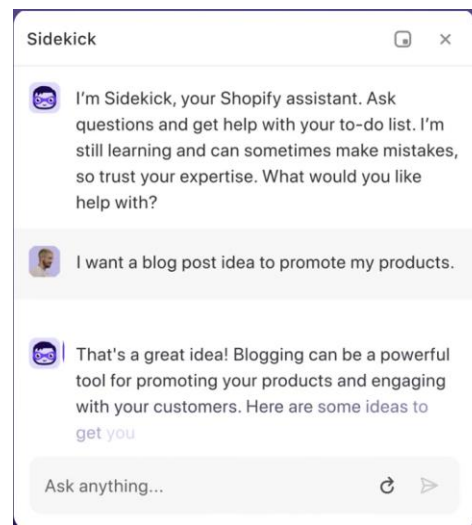 Sidekick
I'm Sidekick, your Shopify assistant. Ask
questions and get help with your to-do list. I'm
still learning and can sometimes make mistakes,
so trust your expertise. What would you like
help with?
I want a blog post idea to promote my products.
That's a great idea! Blogging can be a powerful
tool for promoting your products and engaging
with your customers. Here are some ideas to
get you
Ask anything...